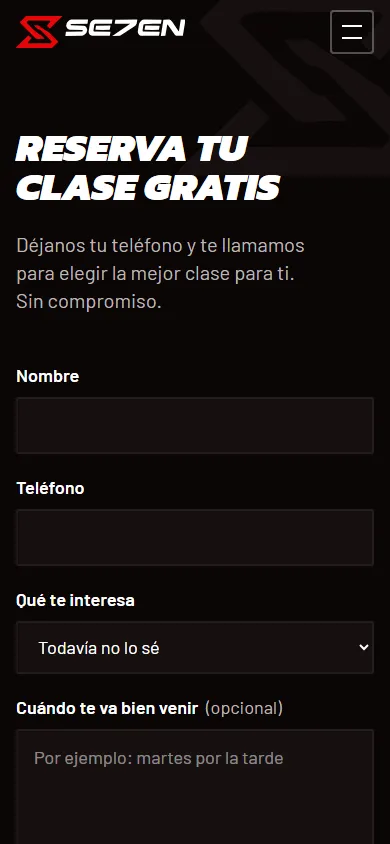 SE7EN
RESERVA TU
CLASE GRATIS
Déjanos tu teléfono y te llamamos
para elegir la mejor clase para ti.
Sin compromiso.
Nombre
Teléfono
Qué te interesa
Todavía no lo sé
Cuándo te va bien venir (opcional)
Por ejemplo: martes por la tarde